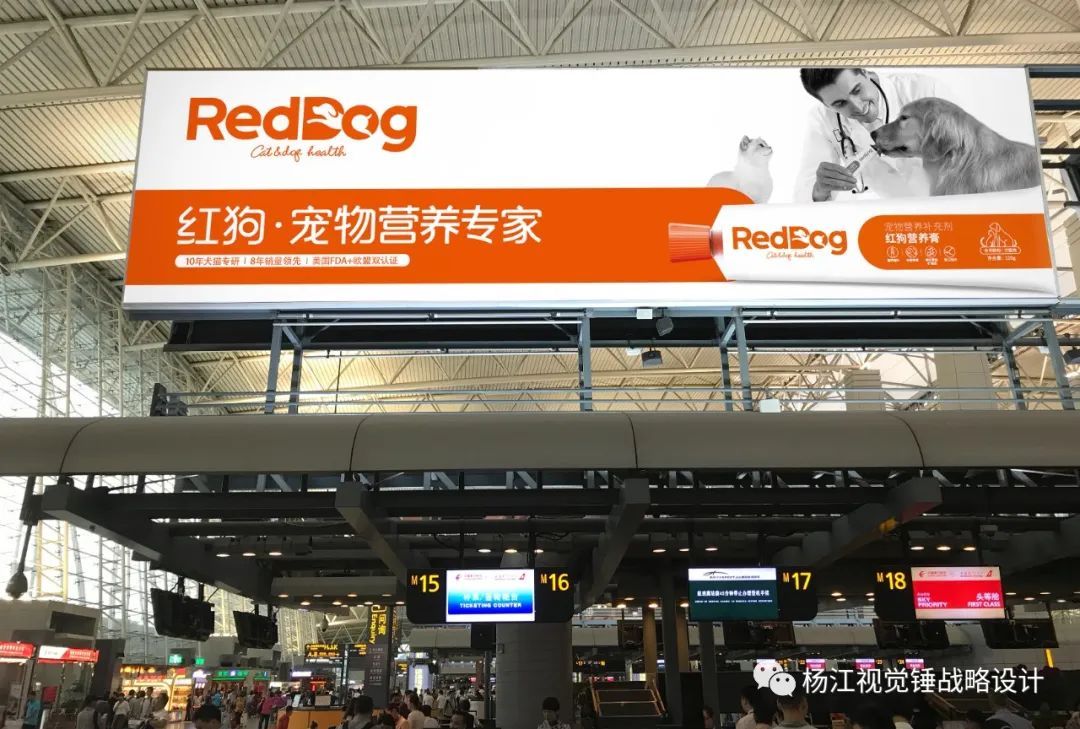 RedDog
Cat&dog health
红狗·宠物营养专家
10年犬猫专研 | 8年销量领先 | 美国FDA+欧盟双认证
RedDog
Cat&dog health
宠物营养补充剂
红狗营养膏
M15
TICKETING COUNTER
M16
M17
M18
SKY PRIORITY
头等舱
FIRST CLASS
问询
Enquiry
杨江视觉锤战略设计